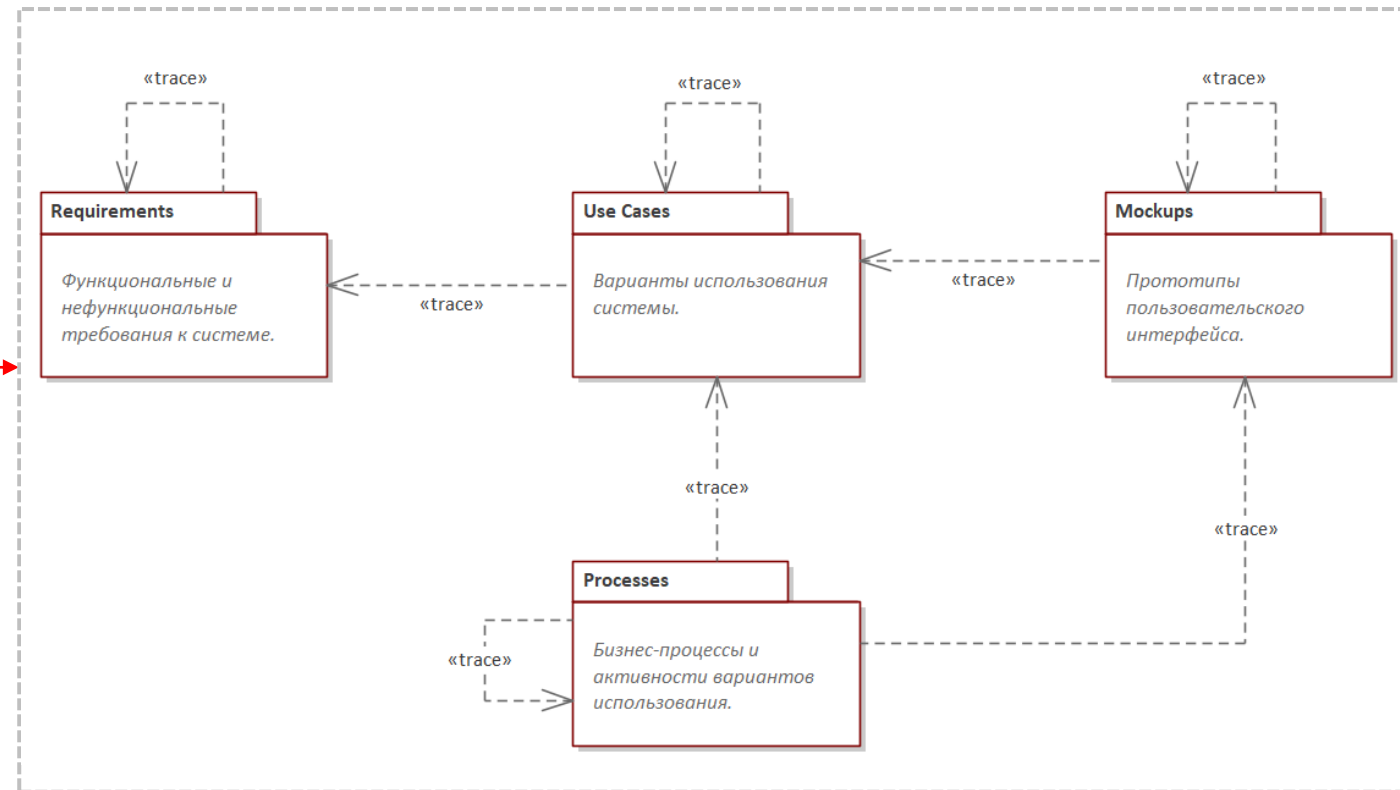 «trace»
«trace»
«trace»
Requirements
Функциональные и
нефункциональные
требования к системе.
«trace»
Use Cases
Варианты использования
системы.
«trace»
Mockups
Прототипы
пользовательского
интерфейса.
«trace»
«trace»
Processes
Бизнес-процессы и
активности вариантов
использования.
«trace»